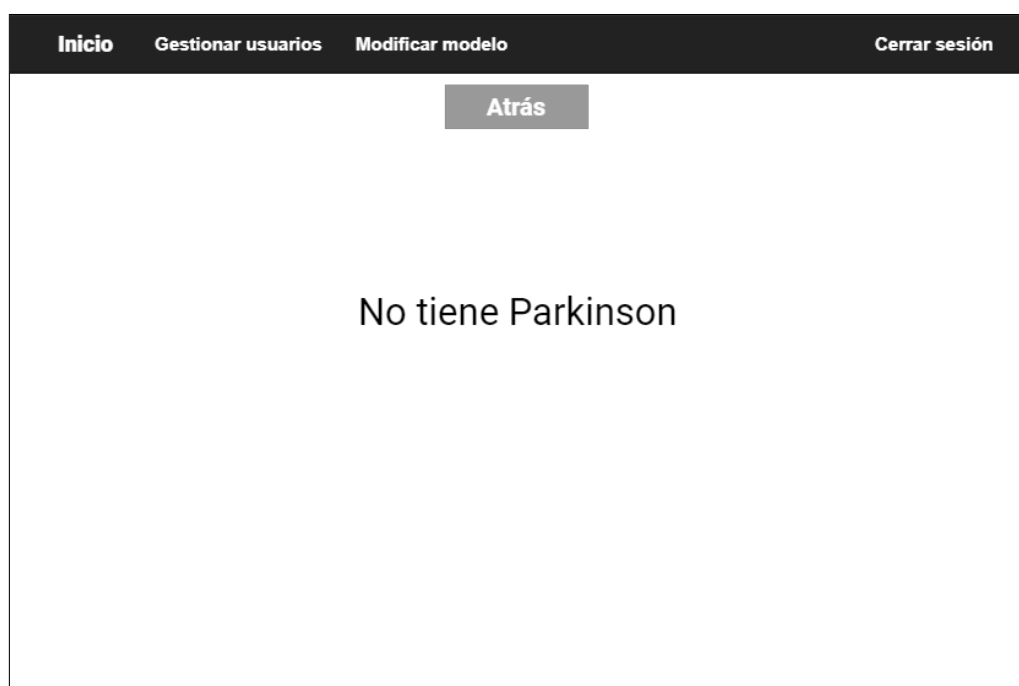 Inicio Gestionar usuarios Modificar modelo Cerrar sesión
Atrás
No tiene Parkinson